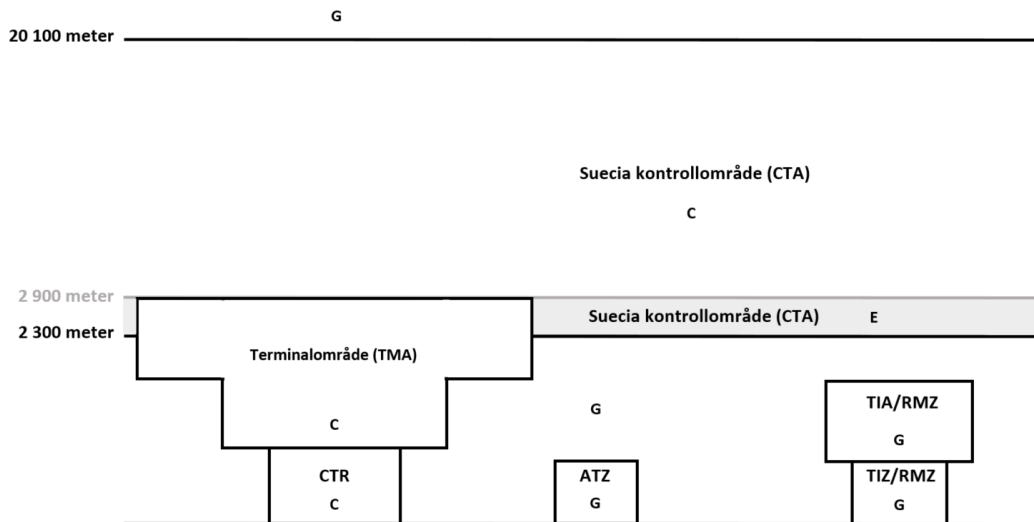 G
20 100 meter
Suecia kontrollområde (CTA)
C
2 900 meter
Suecia kontrollområde (CTA) E
2 300 meter
Terminalområde (TMA)
TIA/RMZ
G
C
G
CTR
ATZ
TIZ/RMZ
C
G
G